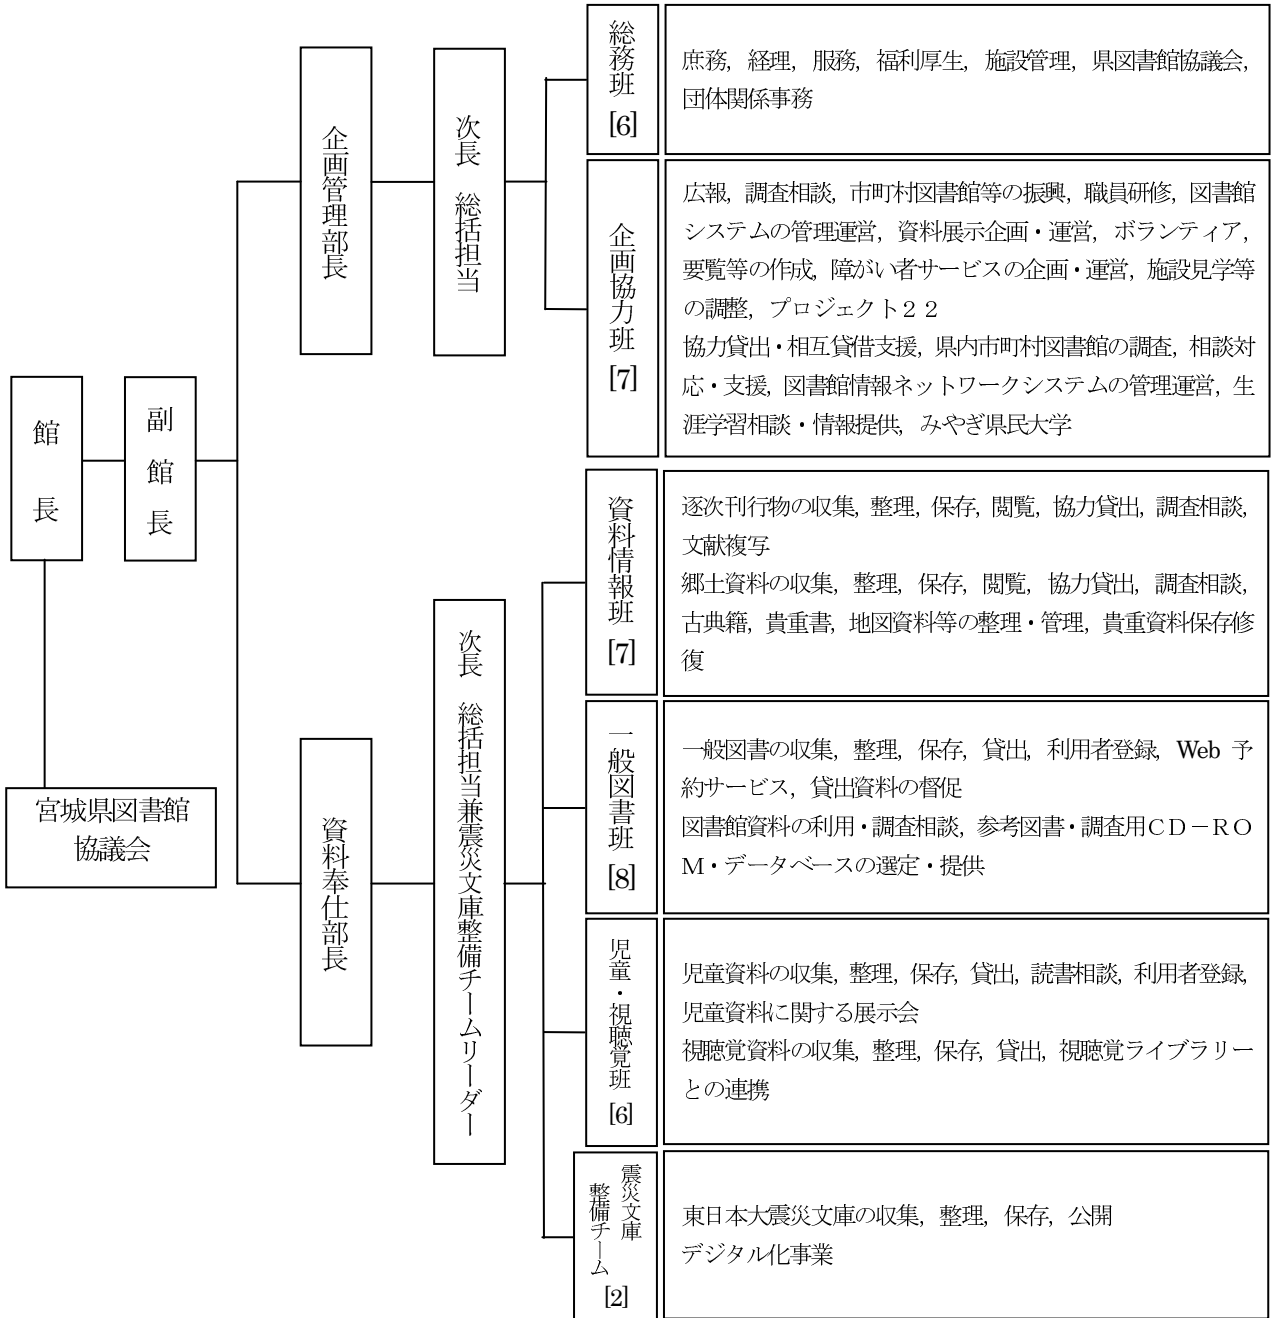 館長
副館長
宮城県図書館
協議会
企画管理部長
次長　総括担当
総務班
[6]
庶務，経理，服務，福利厚生，施設管理，県図書館協議会，
団体関係事務
企画協力班
[7]
広報，調査相談，市町村図書館等の振興，職員研修，図書館
システムの管理運営，資料展示企画・運営，ボランティア，
要覧等の作成，障がい者サービスの企画・運営，施設見学等
の調整，プロジェクト２２
協力貸出・相互貸借支援，県内市町村図書館の調査，相談対
応・支援，図書館情報ネットワークシステムの管理運営，生
涯学習相談・情報提供，みやぎ県民大学
資料奉仕部長
次長　総括担当兼震災文庫整備チームリーダー
資料情報班
[7]
逐次刊行物の収集，整理，保存，閲覧，協力貸出，調査相談，
文献複写
郷土資料の収集，整理，保存，閲覧，協力貸出，調査相談，
古典籍，貴重書，地図資料等の整理・管理，貴重資料保存修
復
一般図書班
[8]
一般図書の収集，整理，保存，貸出，利用者登録，Web 予
約サービス，貸出資料の督促
図書館資料の利用・調査相談，参考図書・調査用ＣＤ－ＲＯ
Ｍ・データベースの選定・提供
児童・視聴覚班
[6]
児童資料の収集，整理，保存，貸出，読書相談，利用者登録，
児童資料に関する展示会
視聴覚資料の収集，整理，保存，貸出，視聴覚ライブラリー
との連携
震災文庫
整備チーム
[2]
東日本大震災文庫の収集，整理，保存，公開
デジタル化事業